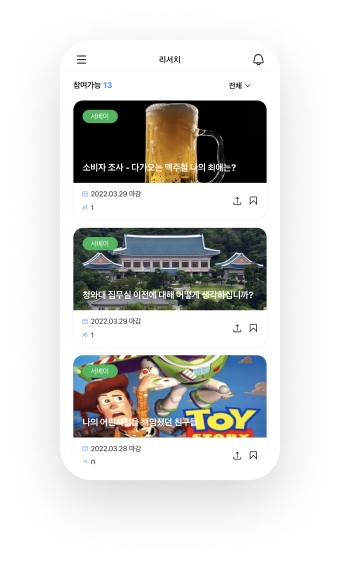 리서치
참여가능 13
전체
서베이
소비자 조사 - 다가오는 맥주할 나의 최애는?
2022.03.29 마감
1
서베이
청와대 집무실 이전에 대해 어떻게 생각하십니까?
2022.03.29 마감
1
서베이
나의 어린시절을 책임졌던 친구들
TOY
STORY
2022.03.29 마감
0